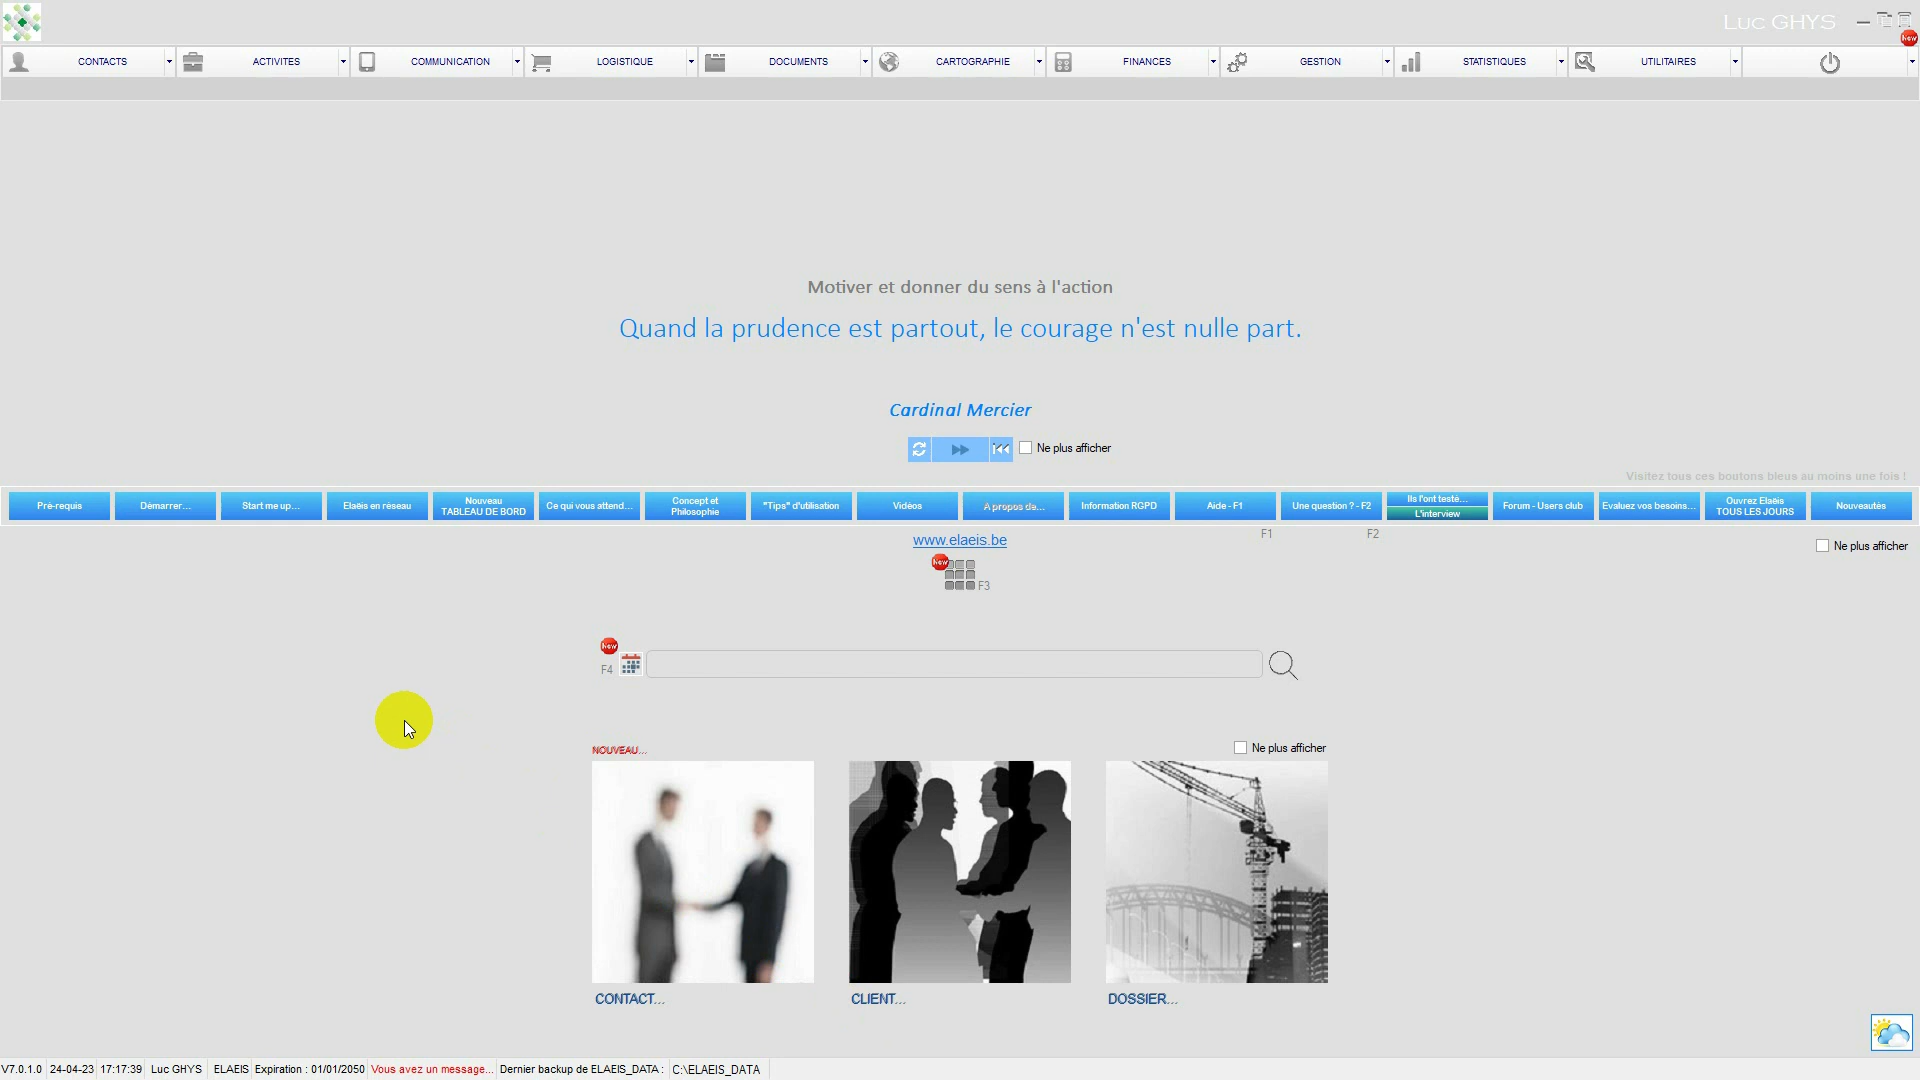 Luc GHYS
New
CONTACTS
ACTIVITES
COMMUNICATION
LOGISTIQUE
DOCUMENTS
CARTOGRAPHIE
FINANCES
GESTION
STATISTIQUES
UTILITAIRES
Motiver et donner du sens à l'action
Quand la prudence est partout, le courage n'est nulle part.
Cardinal Mercier
Ne plus afficher
Visitez tous ces boutons bleus au moins une fois !
Pré-requis
Démarrer...
Start me up...
Elaeis en réseau
Nouveau
TABLEAU DE BORD
Ce qui vous attend...
Concept et
Philosophie
"Tips" d'utilisation
Vidéos
A propos de...
Information RGPD
Aide - F1
Une question ? - F2
Ils l'ont testé...
L'interview
Forum - Users club
Evaluez vos besoins...
Ouvrez Elaeis
TOUS LES JOURS
Nouveautés
www.elaeis.be
F1
F2
Ne plus afficher
New
F3
New
F4
NOUVEAU...
Ne plus afficher
CONTACT...
CLIENT...
DOSSIER...
V7.0.1.0 24-04-23 17:17:39 Luc GHYS ELAEIS Expiration : 01/01/2050 Vous avez un message... Dernier backup de ELAEIS_DATA : C:\ELAEIS_DATA